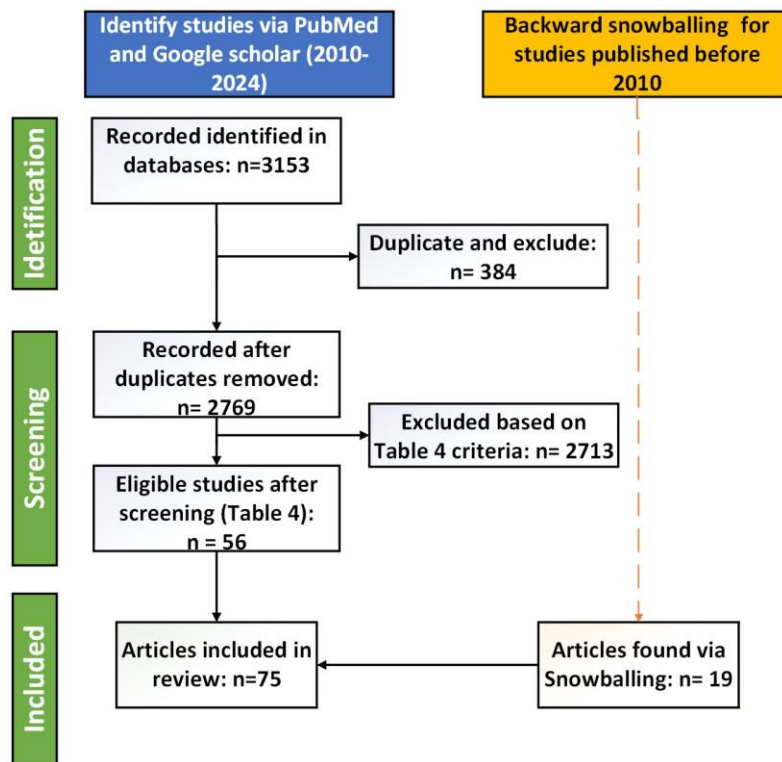 Identify studies via PubMed
and Google scholar (2010-
2024)
Backward snowballing for
studies published before
2010
Idetification
Recorded identified in
databases: n=3153
Duplicate and exclude:
n= 384
Screening
Recorded after
duplicates removed:
n= 2769
Excluded based on
Table 4 criteria: n= 2713
Eligible studies after
screening (Table 4):
n = 56
Included
Articles included in
review: n=75
Articles found via
Snowballing: n= 19